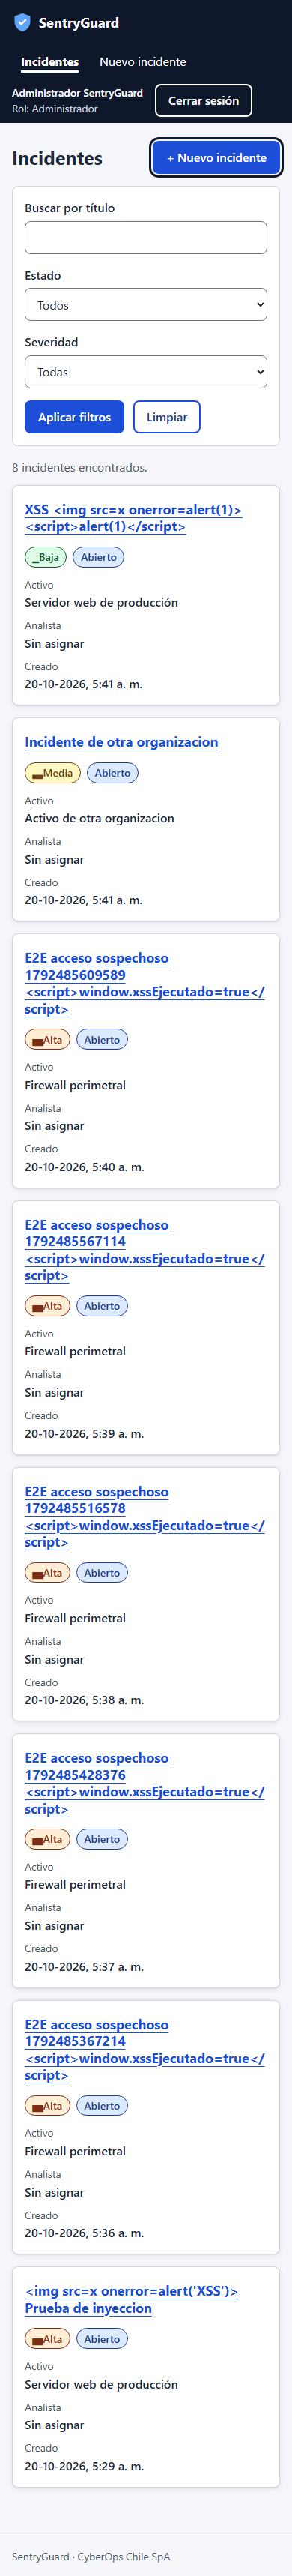 SentryGuard
Incidentes Nuevo incidente
Administrador SentryGuard
Rol: Administrador
Cerrar sesión
Incidentes
+ Nuevo incidente
Buscar por título
Estado
Todos
Severidad
Todas
Aplicar filtros Limpiar
8 incidentes encontrados.
XSS <img src=x onerror=alert(1)>
<script>alert(1)</script>
Baja Abierto
Activo
Servidor web de producción
Analista
Sin asignar
Creado
20-10-2026, 5:41 a. m.
Incidente de otra organizacion
Media Abierto
Activo
Activo de otra organizacion
Analista
Sin asignar
Creado
20-10-2026, 5:41 a. m.
E2E acceso sospechoso
1792485609589
<script>window.xssEjecutado=true</
script>
Alta Abierto
Activo
Firewall perimetral
Analista
Sin asignar
Creado
20-10-2026, 5:40 a. m.
E2E acceso sospechoso
1792485567114
<script>window.xssEjecutado=true</
script>
Alta Abierto
Activo
Firewall perimetral
Analista
Sin asignar
Creado
20-10-2026, 5:39 a. m.
E2E acceso sospechoso
1792485516578
<script>window.xssEjecutado=true</
script>
Alta Abierto
Activo
Firewall perimetral
Analista
Sin asignar
Creado
20-10-2026, 5:38 a. m.
E2E acceso sospechoso
1792485428376
<script>window.xssEjecutado=true</
script>
Alta Abierto
Activo
Firewall perimetral
Analista
Sin asignar
Creado
20-10-2026, 5:37 a. m.
E2E acceso sospechoso
1792485367214
<script>window.xssEjecutado=true</
script>
Alta Abierto
Activo
Firewall perimetral
Analista
Sin asignar
Creado
20-10-2026, 5:36 a. m.
<img src=x onerror=alert('XSS')>
Prueba de inyeccion
Alta Abierto
Activo
Servidor web de producción
Analista
Sin asignar
Creado
20-10-2026, 5:29 a. m.
SentryGuard · CyberOps Chile SpA